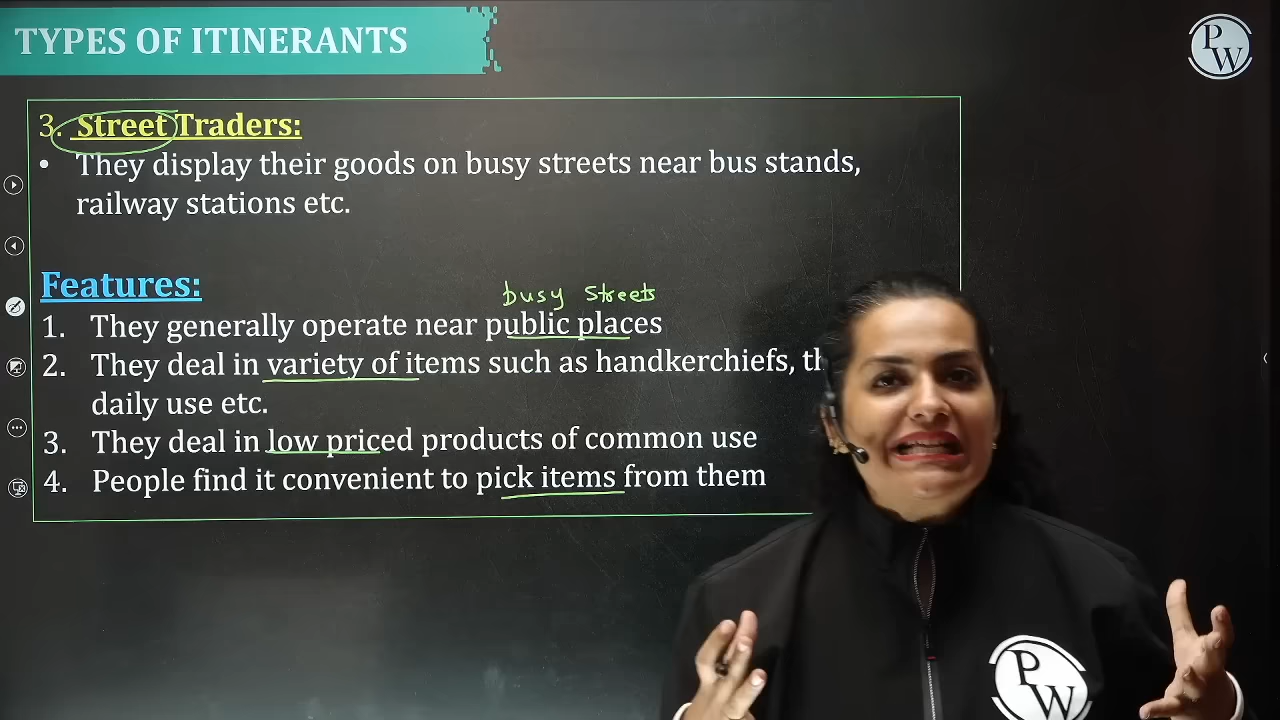 TYPES OF ITINERANTS
PW
3. Street Traders:
• They display their goods on busy streets near bus stands,
railway stations etc.
Features:
busy streets
1. They generally operate near public places
2. They deal in variety of items such as handkerchiefs,
daily use etc.
3. They deal in low priced products of common use
4. People find it convenient to pick items from them
PW